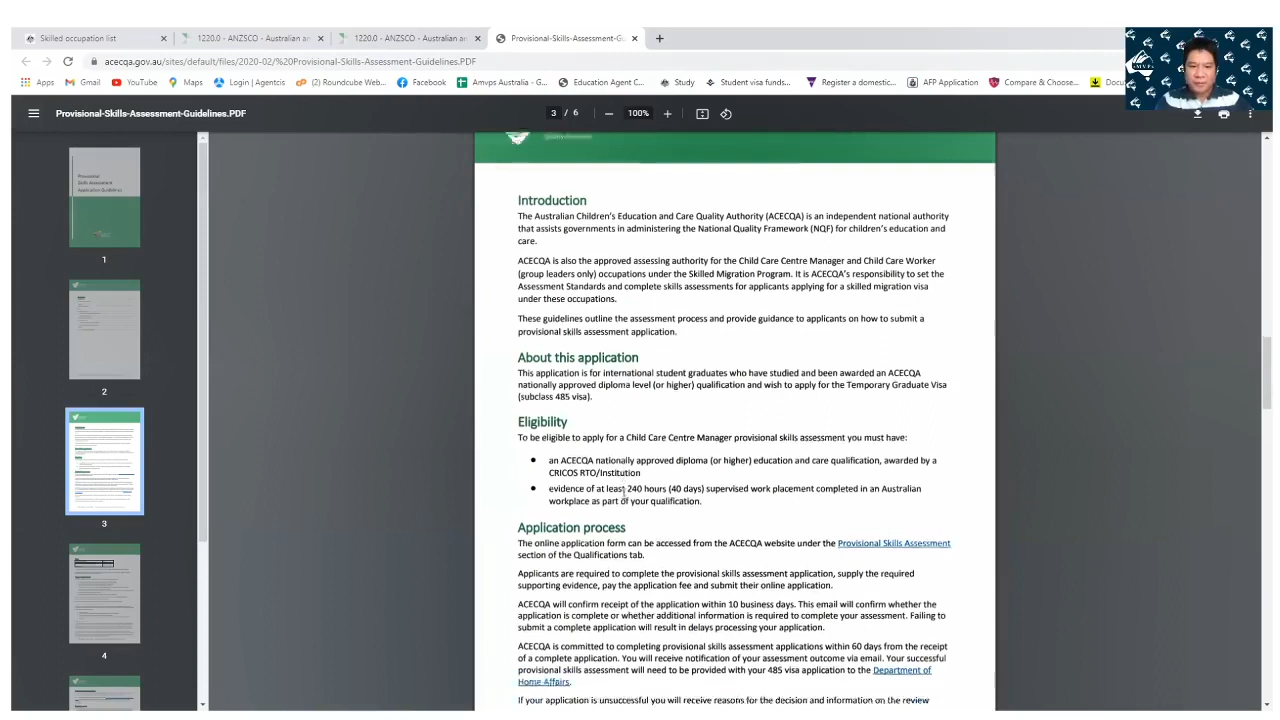 Skilled occupation list
1220.0 - ANZSCO - Australian an
1220.0 - ANZSCO - Australian an
Provisional-Skills-Assessment-Gu
acecqa.gov.au/sites/default/files/2020-02/%20Provisional-Skills-Assessment-Guidelines.PDF
Apps Gmail YouTube Maps Login | Agentcis (2) Roundcube Web... Facebook Amvps Australia - G... Education Agent C... Study Student visa funds... Register a domestic... AFP Application Compare & Choose...
Provisional-Skills-Assessment-Guidelines.PDF
3 / 6
100%
Provisional
Skills Assessment
Application Guidelines
1
2
3
4
Introduction
The Australian Children's Education and Care Quality Authority (ACECQA) is an independent national authority
that assists governments in administering the National Quality Framework (NQF) for children's education and
care.
ACECQA is also the approved assessing authority for the Child Care Centre Manager and Child Care Worker
(group leaders only) occupations under the Skilled Migration Program. It is ACECQA's responsibility to set the
Assessment Standards and complete skills assessments for applicants applying for a skilled migration visa
under these occupations.
These guidelines outline the assessment process and provide guidance to applicants on how to submit a
provisional skills assessment application.
About this application
This application is for international student graduates who have studied and been awarded an ACECQA
nationally approved diploma level (or higher) qualification and wish to apply for the Temporary Graduate Visa
(subclass 485 visa).
Eligibility
To be eligible to apply for a Child Care Centre Manager provisional skills assessment you must have:
• an ACECQA nationally approved diploma (or higher) education and care qualification, awarded by a
CRICOS RTO/Institution
• evidence of at least 240 hours (40 days) supervised work placement completed in an Australian
workplace as part of your qualification.
Application process
The online application form can be accessed from the ACECQA website under the Provisional Skills Assessment
section of the Qualifications tab.
Applicants are required to complete the provisional skills assessment application, supply the required
supporting evidence, pay the application fee and submit their online application.
ACECQA will confirm receipt of the application within 10 business days. This email will confirm whether the
application is complete or whether additional information is required to complete your assessment. Failing to
submit a complete application will result in delays processing your application.
ACECQA is committed to completing provisional skills assessment applications within 60 days from the receipt
of a complete application. You will receive notification of your assessment outcome via email. Your successful
provisional skills assessment will need to be provided with your 485 visa application to the Department of
Home Affairs.
If your application is unsuccessful you will receive reasons for the decision and information on the review